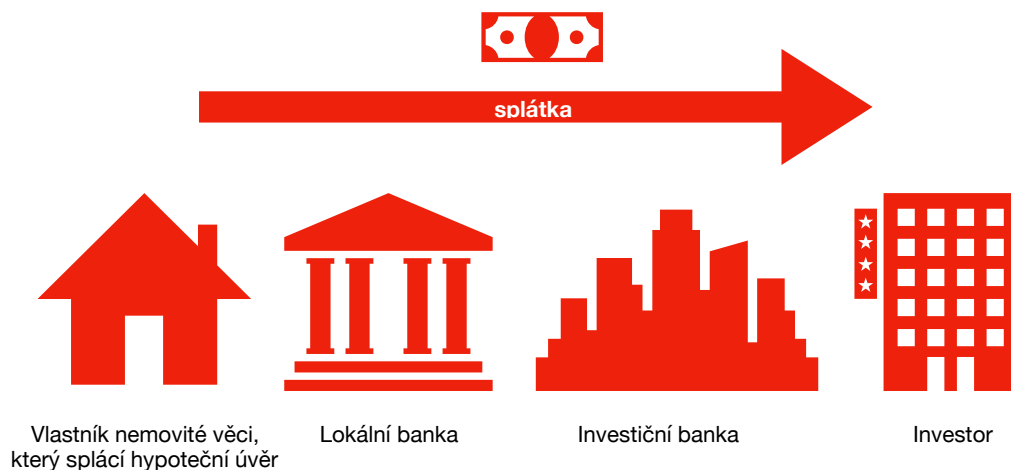 splátka
Vlastník nemovité věci,
který splácí hypoteční úvěr
Lokální banka
Investiční banka
Investor